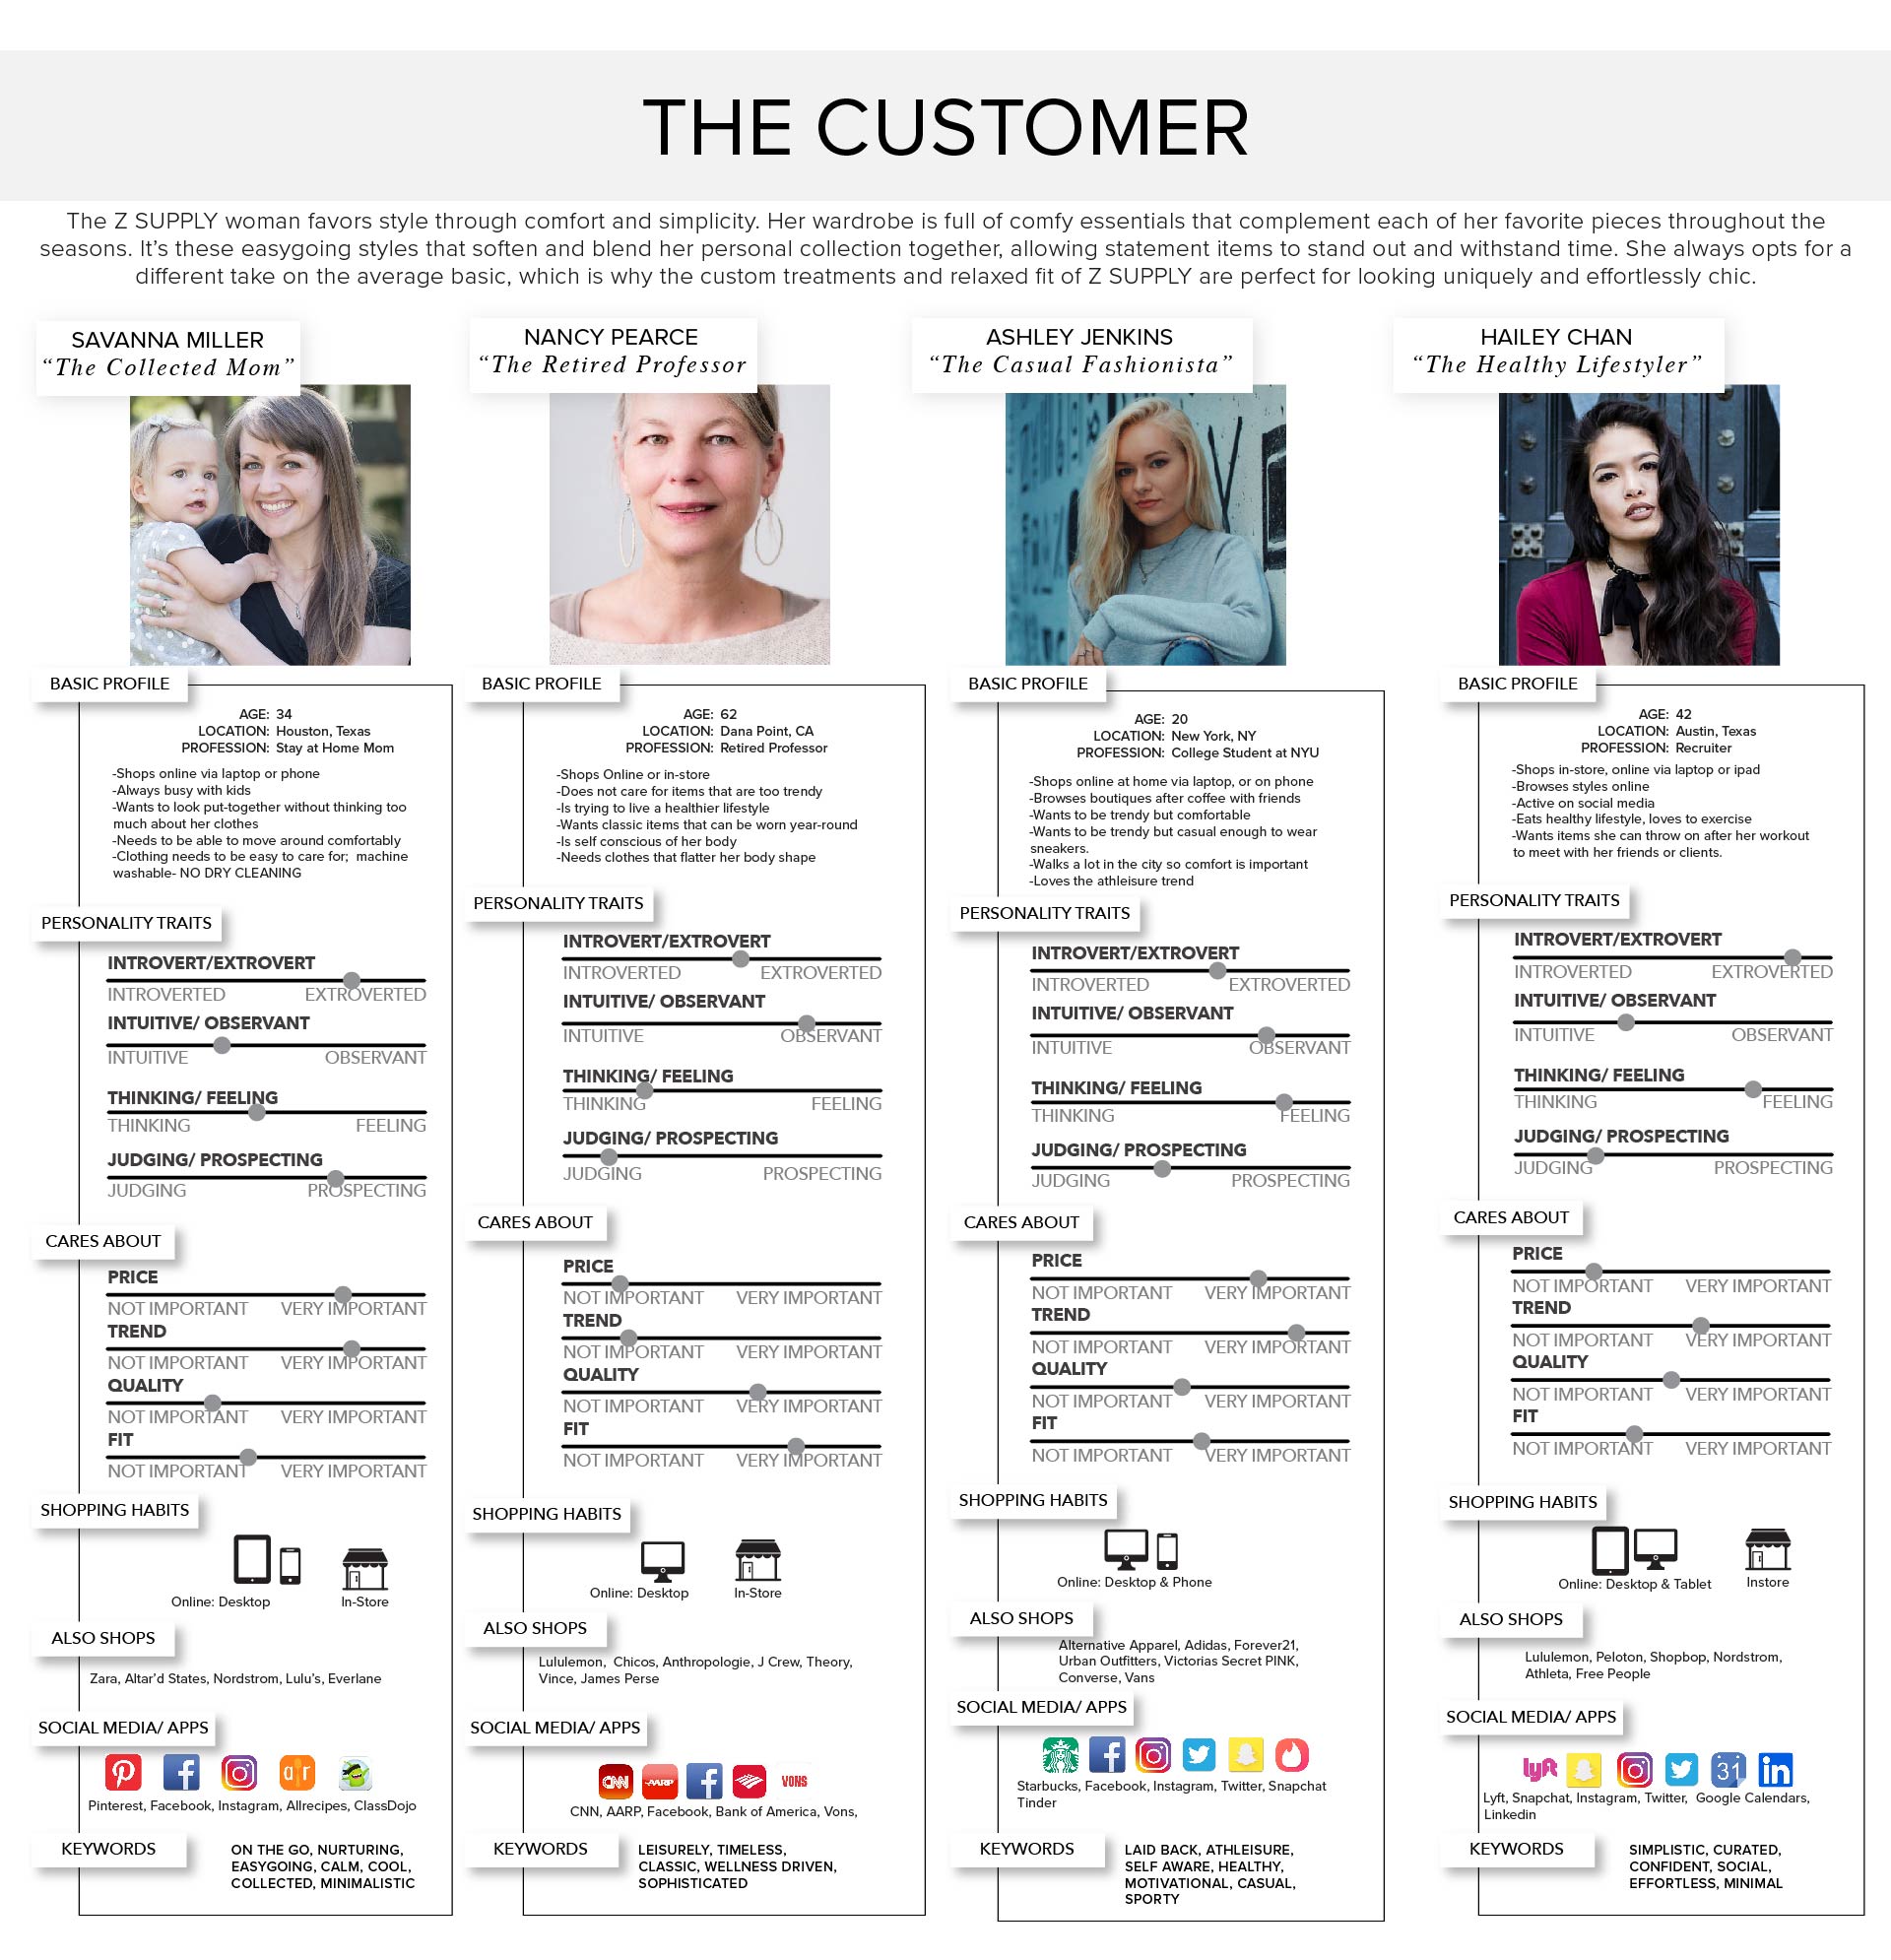 THE CUSTOMER
The Z SUPPLY woman favors style through comfort and simplicity. Her wardrobe is full of comfy essentials that complement each of her favorite pieces throughout the
seasons. It's these easygoing styles that soften and blend her personal collection together, allowing statement items to stand out and withstand time. She always opts for a
different take on the average basic, which is why the custom treatments and relaxed fit of Z SUPPLY are perfect for looking uniquely and effortlessly chic.
SAVANNA MILLER
“The Collected Mom”
BASIC PROFILE
AGE: 34
LOCATION: Houston, Texas
PROFESSION: Stay at Home Mom
-Shops online via laptop or phone
-Always busy with kids
-Wants to look put-together without thinking too
much about her clothes
-Needs to be able to move around comfortably
-Clothing needs to be easy to care for; machine
washable- NO DRY CLEANING
PERSONALITY TRAITS
INTROVERT/EXTROVERT
INTROVERTED EXTROVERTED
INTUITIVE/ OBSERVANT
INTUITIVE OBSERVANT
THINKING/ FEELING
THINKING FEELING
JUDGING/ PROSPECTING
JUDGING PROSPECTING
CARES ABOUT
PRICE
NOT IMPORTANT VERY IMPORTANT
TREND
NOT IMPORTANT VERY IMPORTANT
QUALITY
NOT IMPORTANT VERY IMPORTANT
FIT
NOT IMPORTANT VERY IMPORTANT
SHOPPING HABITS
Online: Desktop In-Store
ALSO SHOPS
Zara, Altar'd States, Nordstrom, Lulu's, Everlane
SOCIAL MEDIA/ APPS
Pinterest, Facebook, Instagram, Allrecipes, ClassDojo
KEYWORDS
ON THE GO, NURTURING,
EASYGOING, CALM, COOL,
COLLECTED, MINIMALISTIC
NANCY PEARCE
“The Retired Professor
BASIC PROFILE
AGE: 62
LOCATION: Dana Point, CA
PROFESSION: Retired Professor
-Shops Online or in-store
-Does not care for items that are too trendy
-Is trying to live a healthier lifestyle
-Wants classic items that can be worn year-round
-Is self conscious of her body
-Needs clothes that flatter her body shape
PERSONALITY TRAITS
INTROVERT/EXTROVERT
INTROVERTED EXTROVERTED
INTUITIVE/ OBSERVANT
INTUITIVE OBSERVANT
THINKING/ FEELING
THINKING FEELING
JUDGING/ PROSPECTING
JUDGING PROSPECTING
CARES ABOUT
PRICE
NOT IMPORTANT VERY IMPORTANT
TREND
NOT IMPORTANT VERY IMPORTANT
QUALITY
NOT IMPORTANT VERY IMPORTANT
FIT
NOT IMPORTANT VERY IMPORTANT
SHOPPING HABITS
Online: Desktop In-Store
ALSO SHOPS
Lululemon, Chicos, Anthropologie, J Crew, Theory,
Vince, James Perse
SOCIAL MEDIA/ APPS
CNN AARP VONS
CNN, AARP, Facebook, Bank of America, Vons,
KEYWORDS
LEISURELY, TIMELESS,
CLASSIC, WELLNESS DRIVEN,
SOPHISTICATED
ASHLEY JENKINS
“The Casual Fashionista”
BASIC PROFILE
AGE: 20
LOCATION: New York, NY
PROFESSION: College Student at NYU
-Shops online at home via laptop, or on phone
-Browses boutiques after coffee with friends
-Wants to be trendy but comfortable
-Wants to be trendy but casual enough to wear
sneakers.
-Walks a lot in the city so comfort is important
-Loves the athleisure trend
PERSONALITY TRAITS
INTROVERT/EXTROVERT
INTROVERTED EXTROVERTED
INTUITIVE/ OBSERVANT
INTUITIVE OBSERVANT
THINKING/ FEELING
THINKING FEELING
JUDGING/ PROSPECTING
JUDGING PROSPECTING
CARES ABOUT
PRICE
NOT IMPORTANT VERY IMPORTANT
TREND
NOT IMPORTANT VERY IMPORTANT
QUALITY
NOT IMPORTANT VERY IMPORTANT
FIT
NOT IMPORTANT VERY IMPORTANT
SHOPPING HABITS
Online: Desktop & Phone
ALSO SHOPS
Alternative Apparel, Adidas, Forever21,
Urban Outfitters, Victorias Secret PINK,
Converse, Vans
SOCIAL MEDIA/ APPS
Starbucks, Facebook, Instagram, Twitter, Snapchat
Tinder
KEYWORDS
LAID BACK, ATHLEISURE,
SELF AWARE, HEALTHY,
MOTIVATIONAL, CASUAL,
SPORTY
HAILEY CHAN
“The Healthy Lifestyler”
BASIC PROFILE
AGE: 42
LOCATION: Austin, Texas
PROFESSION: Recruiter
-Shops in-store, online via laptop or ipad
-Browses styles online
-Active on social media
-Eats healthy lifestyle, loves to exercise
-Wants items she can throw on after her workout
to meet with her friends or clients.
PERSONALITY TRAITS
INTROVERT/EXTROVERT
INTROVERTED EXTROVERTED
INTUITIVE/ OBSERVANT
INTUITIVE OBSERVANT
THINKING/ FEELING
THINKING FEELING
JUDGING/ PROSPECTING
JUDGING PROSPECTING
CARES ABOUT
PRICE
NOT IMPORTANT VERY IMPORTANT
TREND
NOT IMPORTANT VERY IMPORTANT
QUALITY
NOT IMPORTANT VERY IMPORTANT
FIT
NOT IMPORTANT VERY IMPORTANT
SHOPPING HABITS
Online: Desktop & Tablet Instore
ALSO SHOPS
Lululemon, Peloton, Shopbop, Nordstrom,
Athleta, Free People
SOCIAL MEDIA/ APPS
lyft 31 in
Lyft, Snapchat, Instagram, Twitter, Google Calendars,
Linkedin
KEYWORDS
SIMPLISTIC, CURATED,
CONFIDENT, SOCIAL,
EFFORTLESS, MINIMAL